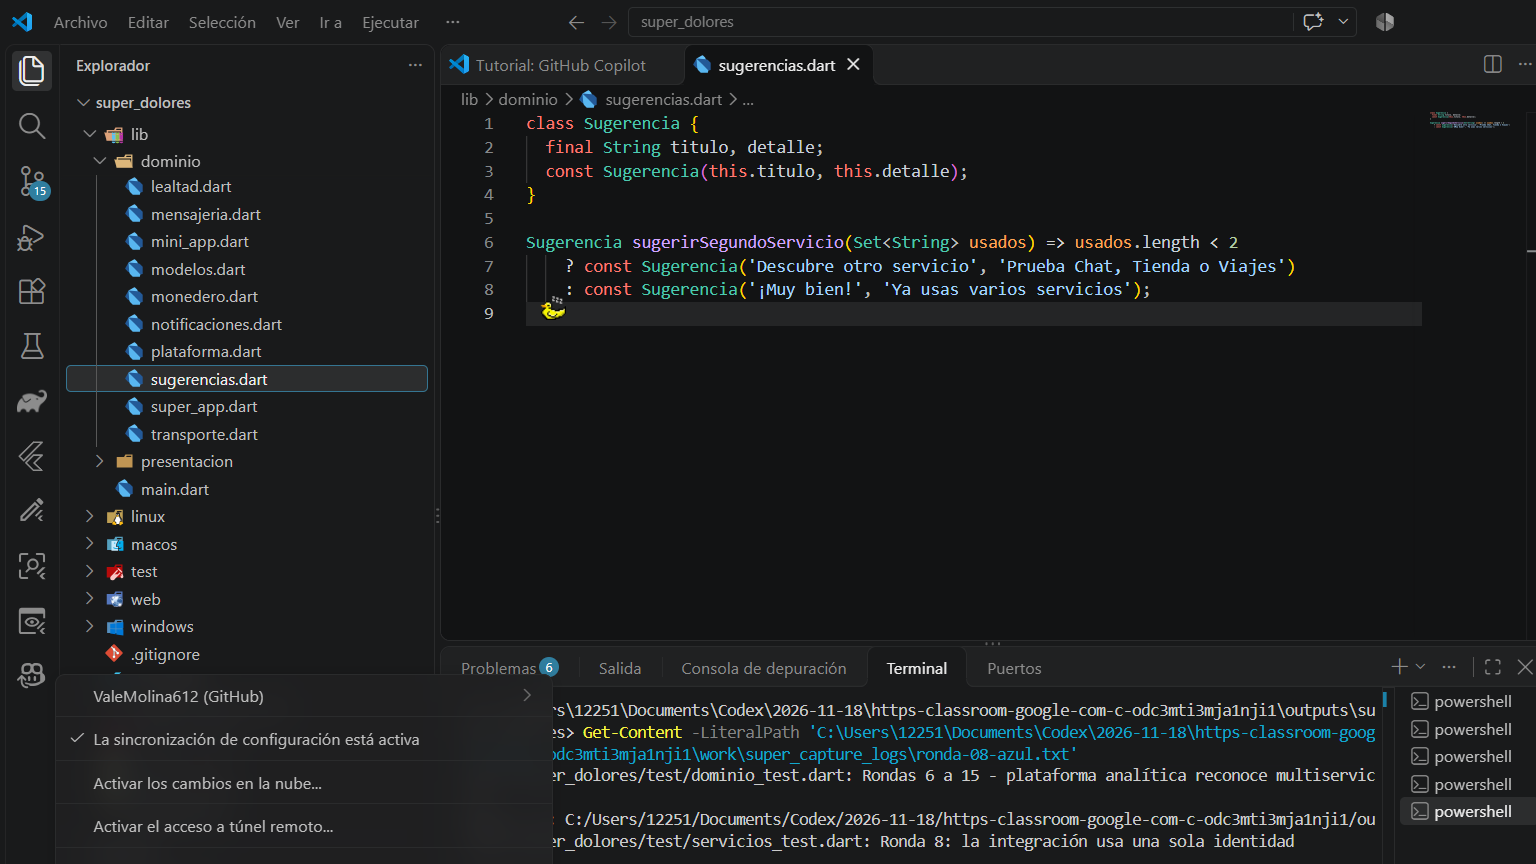 Archivo Editar Selección Ver Ir a Ejecutar ··· super_dolores
Explorador ···
super_dolores
lib
dominio
lealtad.dart
mensajeria.dart
mini_app.dart
modelos.dart
monedero.dart
notificaciones.dart
plataforma.dart
sugerencias.dart
super_app.dart
transporte.dart
presentacion
main.dart
linux
macos
test
web
windows
.gitignore
15
ValeMolina612 (GitHub)
La sincronización de configuración está activa
Activar los cambios en la nube...
Activar el acceso a túnel remoto...
Tutorial: GitHub Copilot sugerencias.dart
lib > dominio > sugerencias.dart > ...
1 class Sugerencia {
2 final String titulo, detalle;
3 const Sugerencia(this.titulo, this.detalle);
4 }
5
6 Sugerencia sugerirSegundoServicio(Set<String> usados) => usados.length < 2
7 ? const Sugerencia('Descubre otro servicio', 'Prueba Chat, Tienda o Viajes')
8 : const Sugerencia('¡Muy bien!', 'Ya usas varios servicios');
9
Problemas 6 Salida Consola de depuración Terminal Puertos
rs\12251\Documents\Codex\2026-11-18\https-classroom-google-com-c-odc3mti3mja1nji1\outputs\su
es> Get-Content -LiteralPath 'C:\Users\12251\Documents\Codex\2026-11-18\https-classroom-goog
odc3mti3mja1nji1\work\super_capture_logs\ronda-08-azul.txt'
er_dolores/test/dominio_test.dart: Rondas 6 a 15 - plataforma analítica reconoce multiservic
: C:/Users/12251/Documents/Codex/2026-11-18/https-classroom-google-com-c-odc3mti3mja1nji1/ou
er_dolores/test/servicios_test.dart: Ronda 8: la integración usa una sola identidad
powershell
powershell
powershell
powershell
powershell